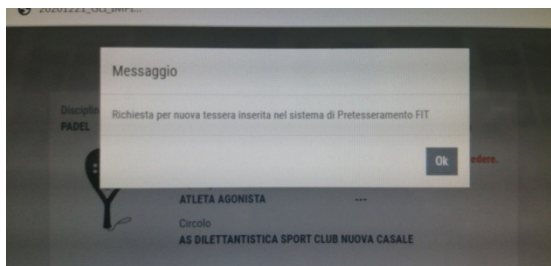 Messaggio
Richiesta per nuova tessera inserita nel sistema di Pretesseramento FIT
Ok
PADEL
edere.
ATLETA AGONISTA ---
Circolo
AS DILETTANTISTICA SPORT CLUB NUOVA CASALE